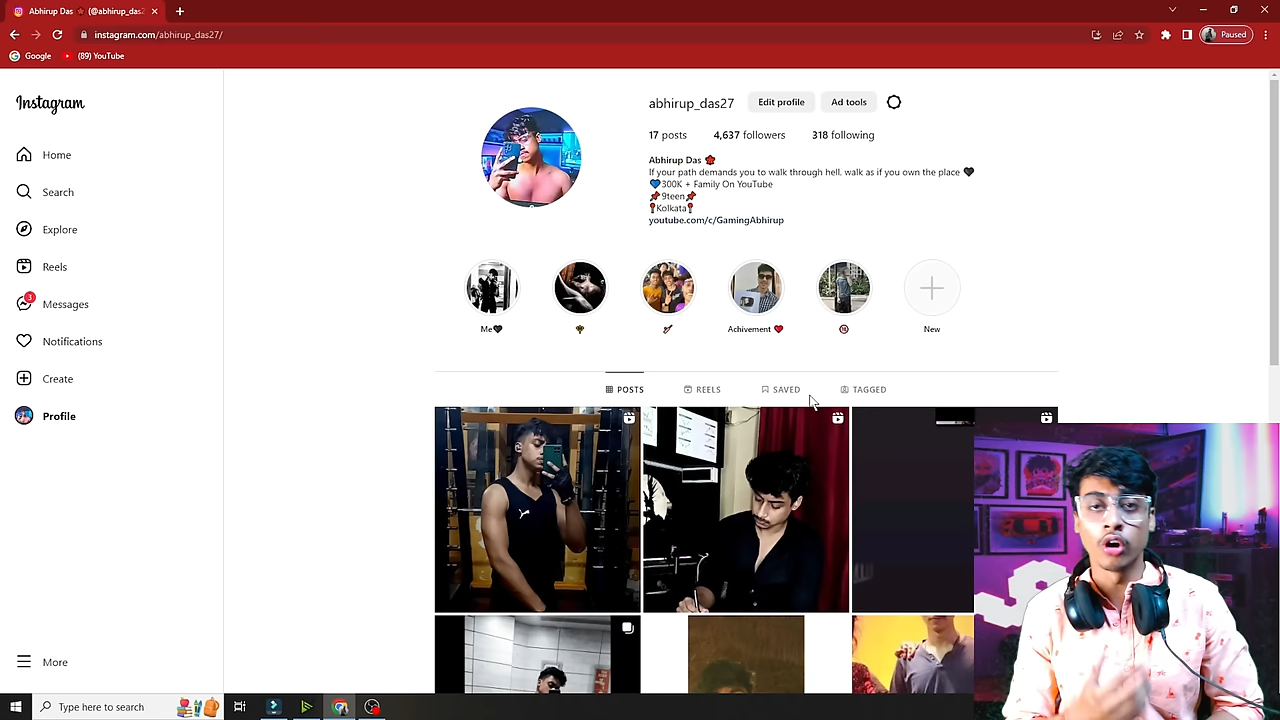 Abhirup Das (@abhirup_das2
instagram.com/abhirup_das27/
Paused
Google
(89) YouTube
Instagram
Home
Search
Explore
Reels
3
Messages
Notifications
Create
Profile
More
abhirup_das27
Edit profile
Ad tools
17 posts
4,637 followers
318 following
Abhirup Das
If your path demands you to walk through hell. walk as if you own the place 🖤
💙300K + Family On YouTube
📌9teen📌
📍Kolkata📍
youtube.com/c/GamingAbhirup
Me🖤
Achivement ❤️
New
POSTS
REELS
SAVED
TAGGED
Type here to search